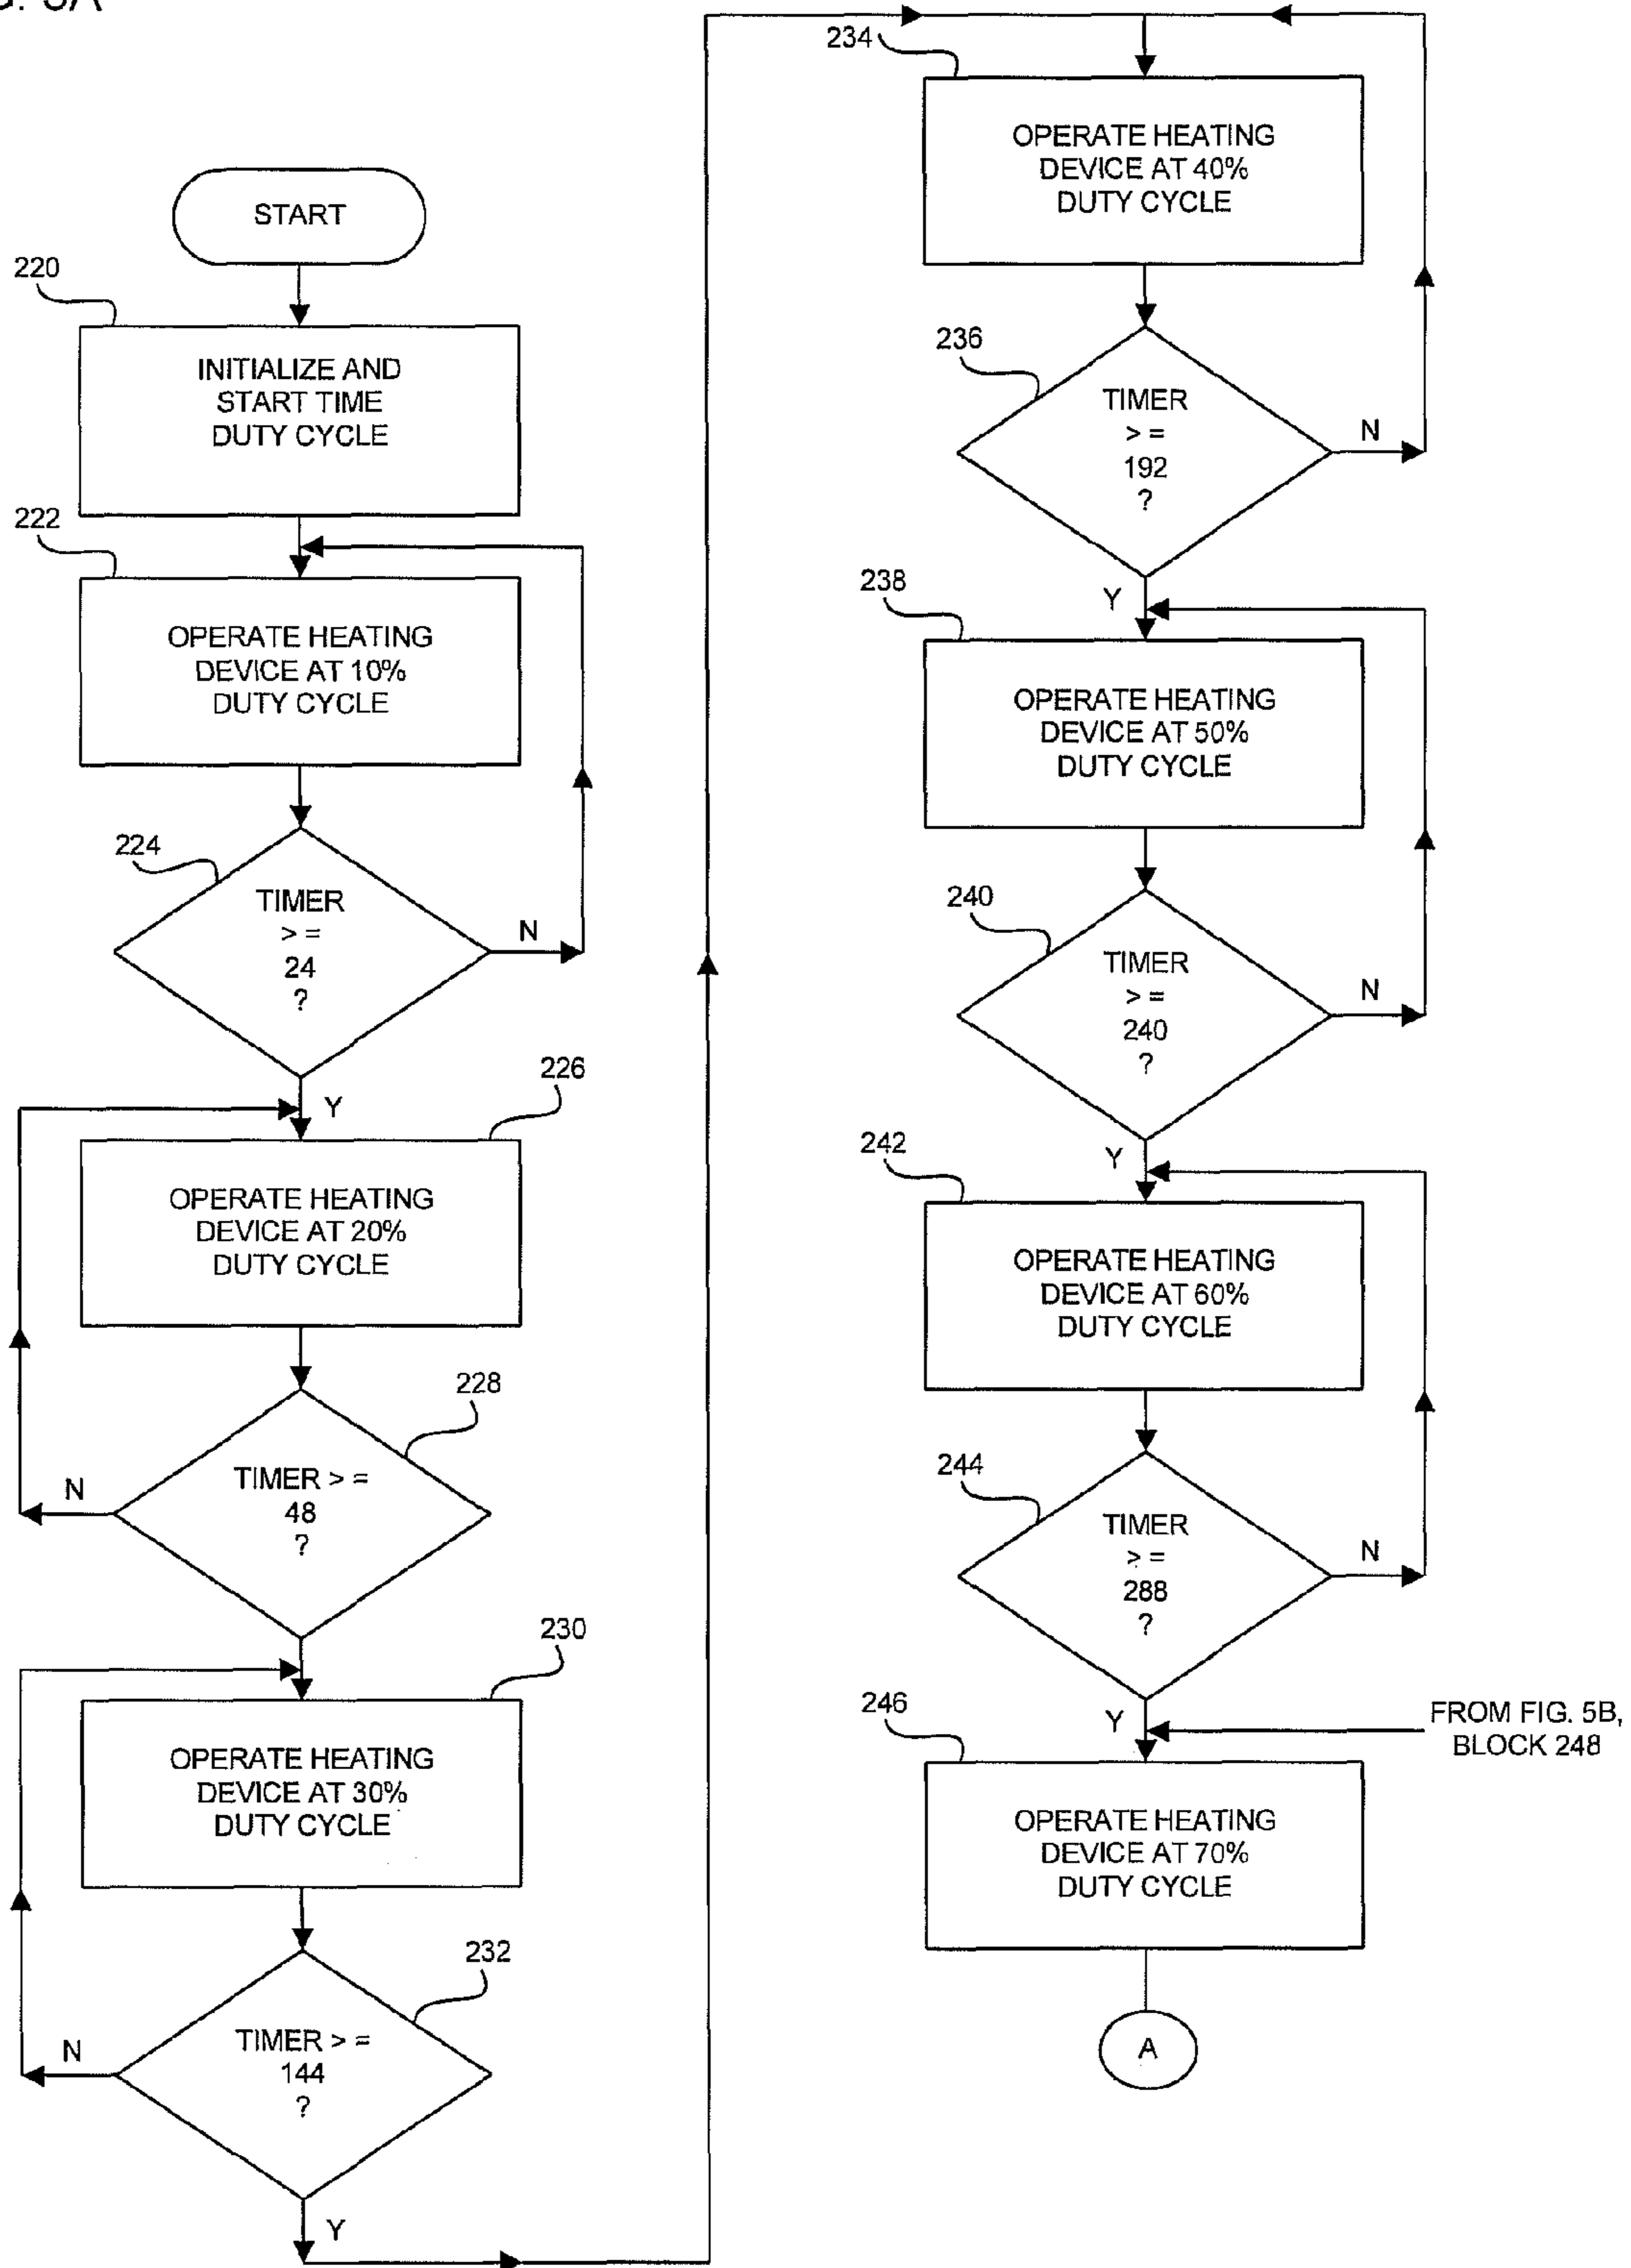 START
220
INITIALIZE AND
START TIME
DUTY CYCLE
222
OPERATE HEATING
DEVICE AT 10%
DUTY CYCLE
224
TIMER
> =
24
?
N
Y
226
OPERATE HEATING
DEVICE AT 20%
DUTY CYCLE
228
TIMER > =
48
?
N
230
OPERATE HEATING
DEVICE AT 30%
DUTY CYCLE
232
TIMER > =
144
?
N
Y
234
OPERATE HEATING
DEVICE AT 40%
DUTY CYCLE
236
TIMER
> =
192
?
N
Y
238
OPERATE HEATING
DEVICE AT 50%
DUTY CYCLE
240
TIMER
> =
240
?
N
Y
242
OPERATE HEATING
DEVICE AT 60%
DUTY CYCLE
244
TIMER
> =
288
?
N
Y
FROM FIG. 5B,
BLOCK 248
246
OPERATE HEATING
DEVICE AT 70%
DUTY CYCLE
A